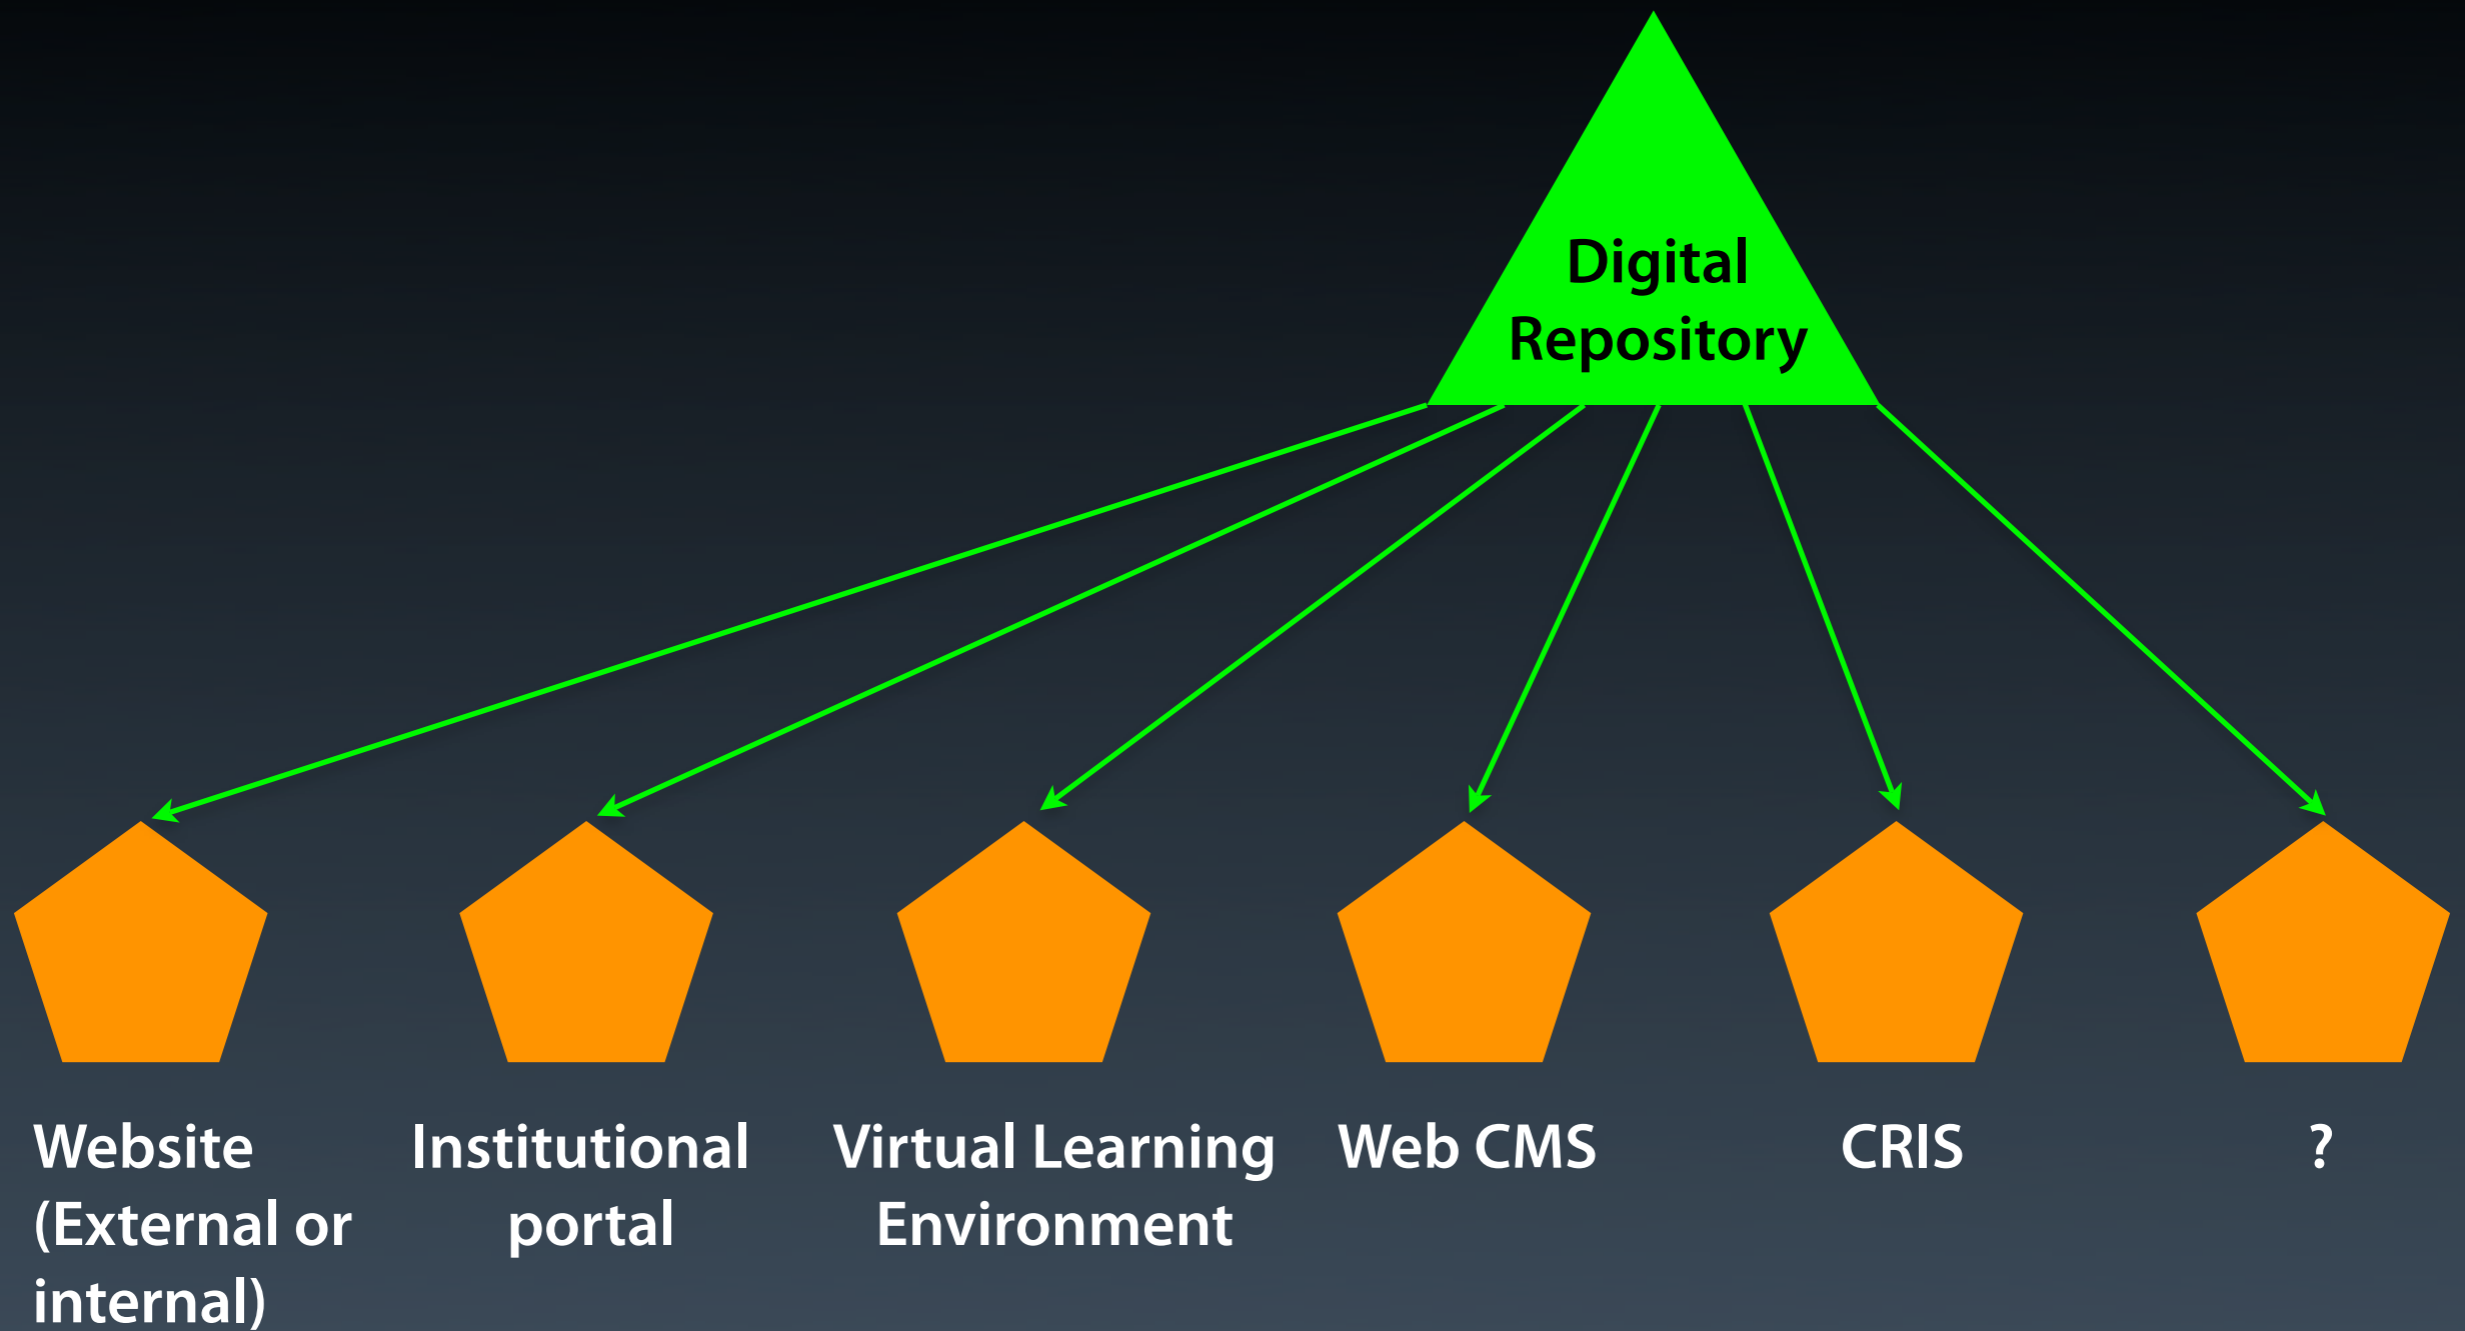 Digital
Repository
Website
(External or
internal)
Institutional
portal
Virtual Learning
Environment
Web CMS
CRIS
?